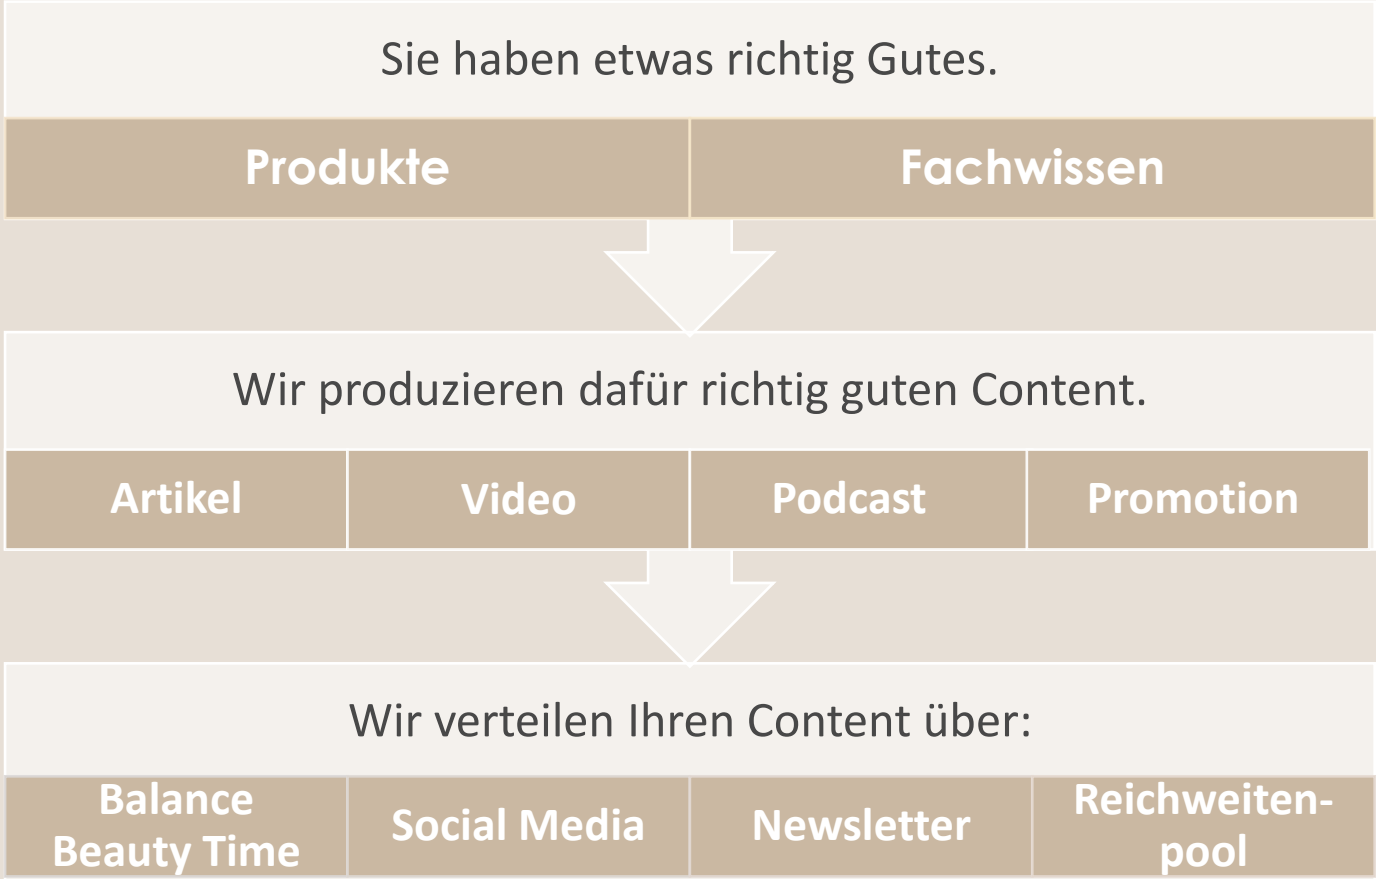 Sie haben etwas richtig Gutes.
Produkte
Fachwissen
Wir produzieren dafür richtig guten Content.
Artikel
Video
Podcast
Promotion
Wir verteilen Ihren Content über:
Balance
Beauty Time
Social Media
Newsletter
Reichweiten-
pool